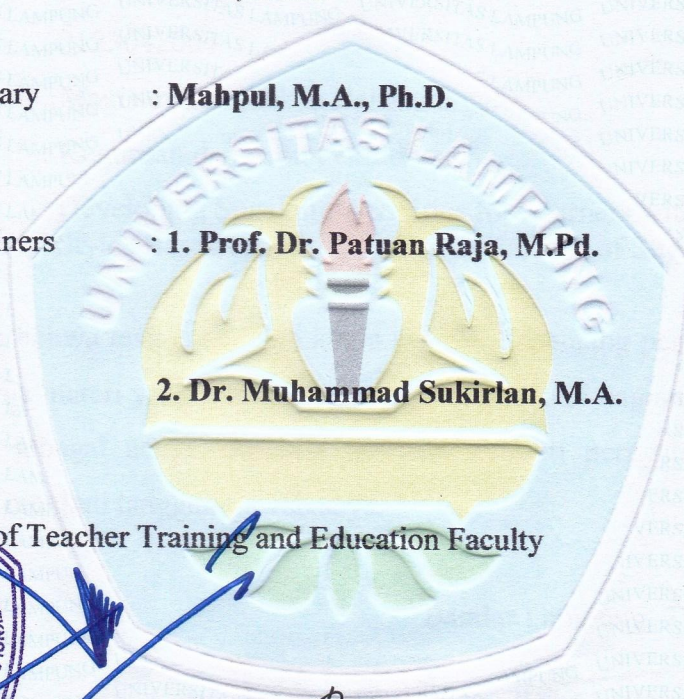 ary : Mahpul, M.A., Ph.D.
UNIVERSITAS LAMPUNG
ners : 1. Prof. Dr. Patuan Raja, M.Pd.
2. Dr. Muhammad Sukirlan, M.A.
of Teacher Training and Education Faculty